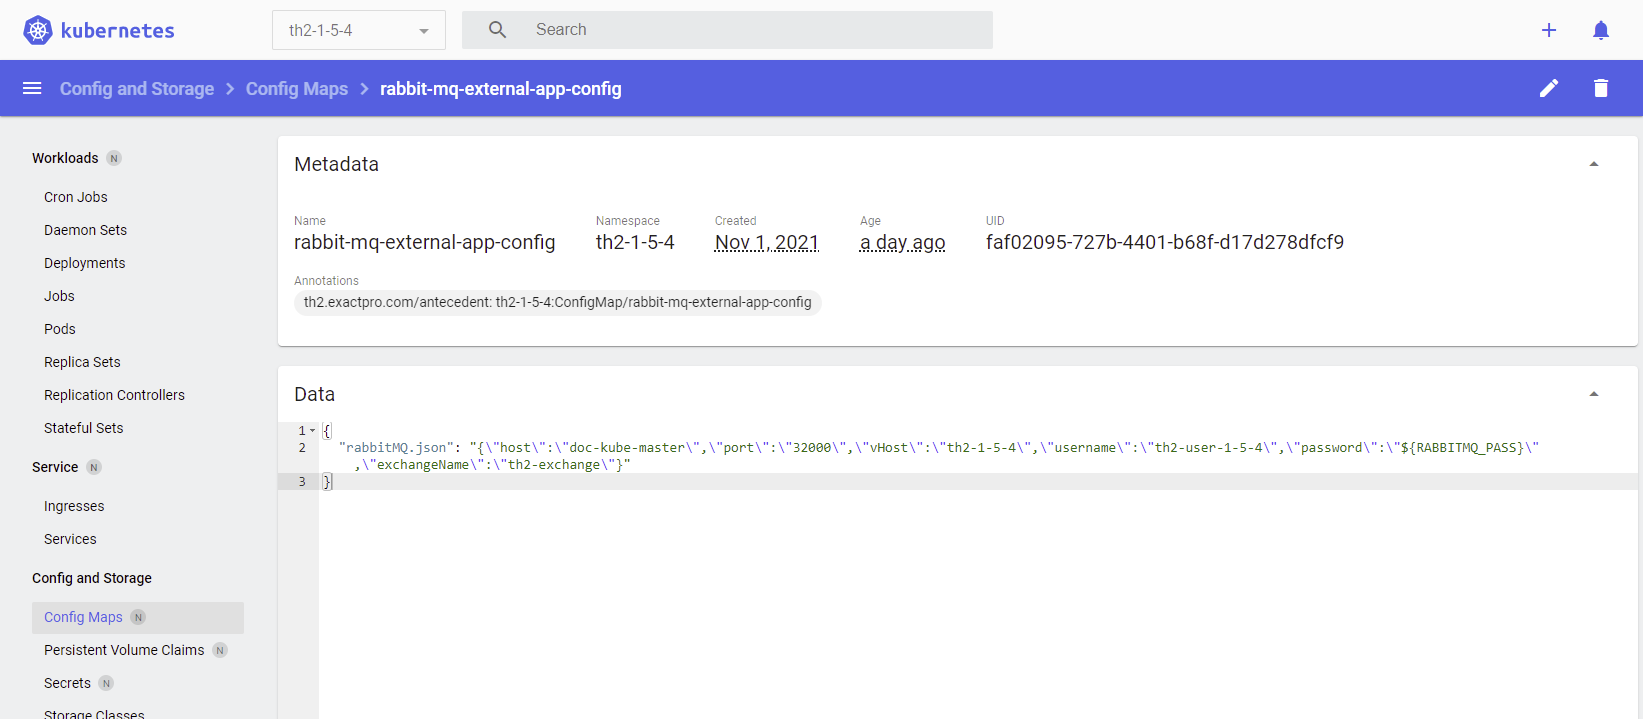 kubernetes
th2-1-5-4
Search
Config and Storage > Config Maps > rabbit-mq-external-app-config
Workloads N
Cron Jobs
Daemon Sets
Deployments
Jobs
Pods
Replica Sets
Replication Controllers
Stateful Sets
Service N
Ingresses
Services
Config and Storage
Config Maps N
Persistent Volume Claims N
Secrets N
Storage Classes
Metadata
Name
rabbit-mq-external-app-config
Namespace
th2-1-5-4
Created
Nov 1, 2021
Age
a day ago
UID
faf02095-727b-4401-b68f-d17d278dfcf9
Annotations
th2.exactpro.com/antecedent: th2-1-5-4:ConfigMap/rabbit-mq-external-app-config
Data
1 {
2 "rabbitMQ.json": "{\"host\":\"doc-kube-master\",\"port\":\"32000\",\"vHost\":\"th2-1-5-4\",\"username\":\"th2-user-1-5-4\",\"password\":\"${RABBITMQ_PASS}\"
,\"exchangeName\":\"th2-exchange\"}"
3 }